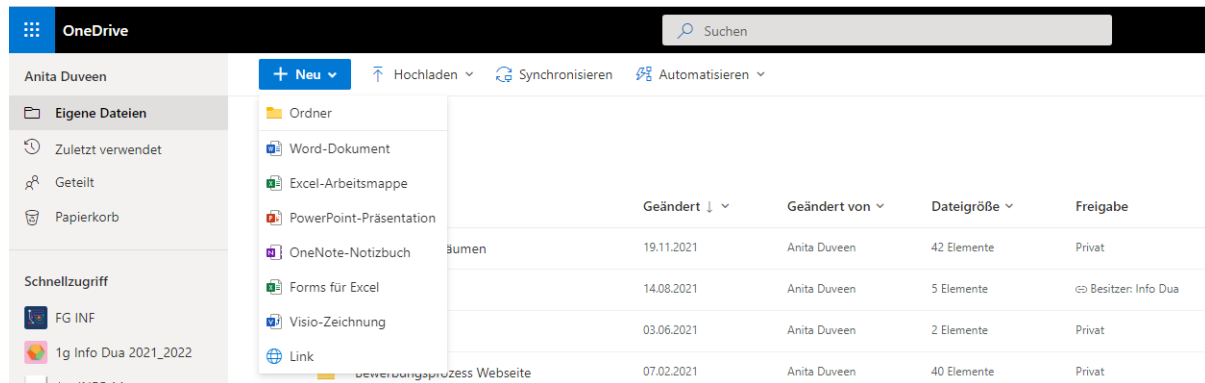 OneDrive
Suchen
Anita Duveen
Neu
Hochladen
Synchronisieren
Automatisieren
Eigene Dateien
Zuletzt verwendet
Geteilt
Papierkorb
Schnellzugriff
FG INF
1g Info Dua 2021_2022
Ordner
Word-Dokument
Excel-Arbeitsmappe
PowerPoint-Präsentation
OneNote-Notizbuch
Forms für Excel
Visio-Zeichnung
Link
Geändert ↓ Geändert von Dateigröße Freigabe
äumen 19.11.2021 Anita Duveen 42 Elemente Privat
14.08.2021 Anita Duveen 5 Elemente Besitzer: Info Dua
03.06.2021 Anita Duveen 2 Elemente Privat
Bewerbungsprozess Webseite 07.02.2021 Anita Duveen 40 Elemente Privat